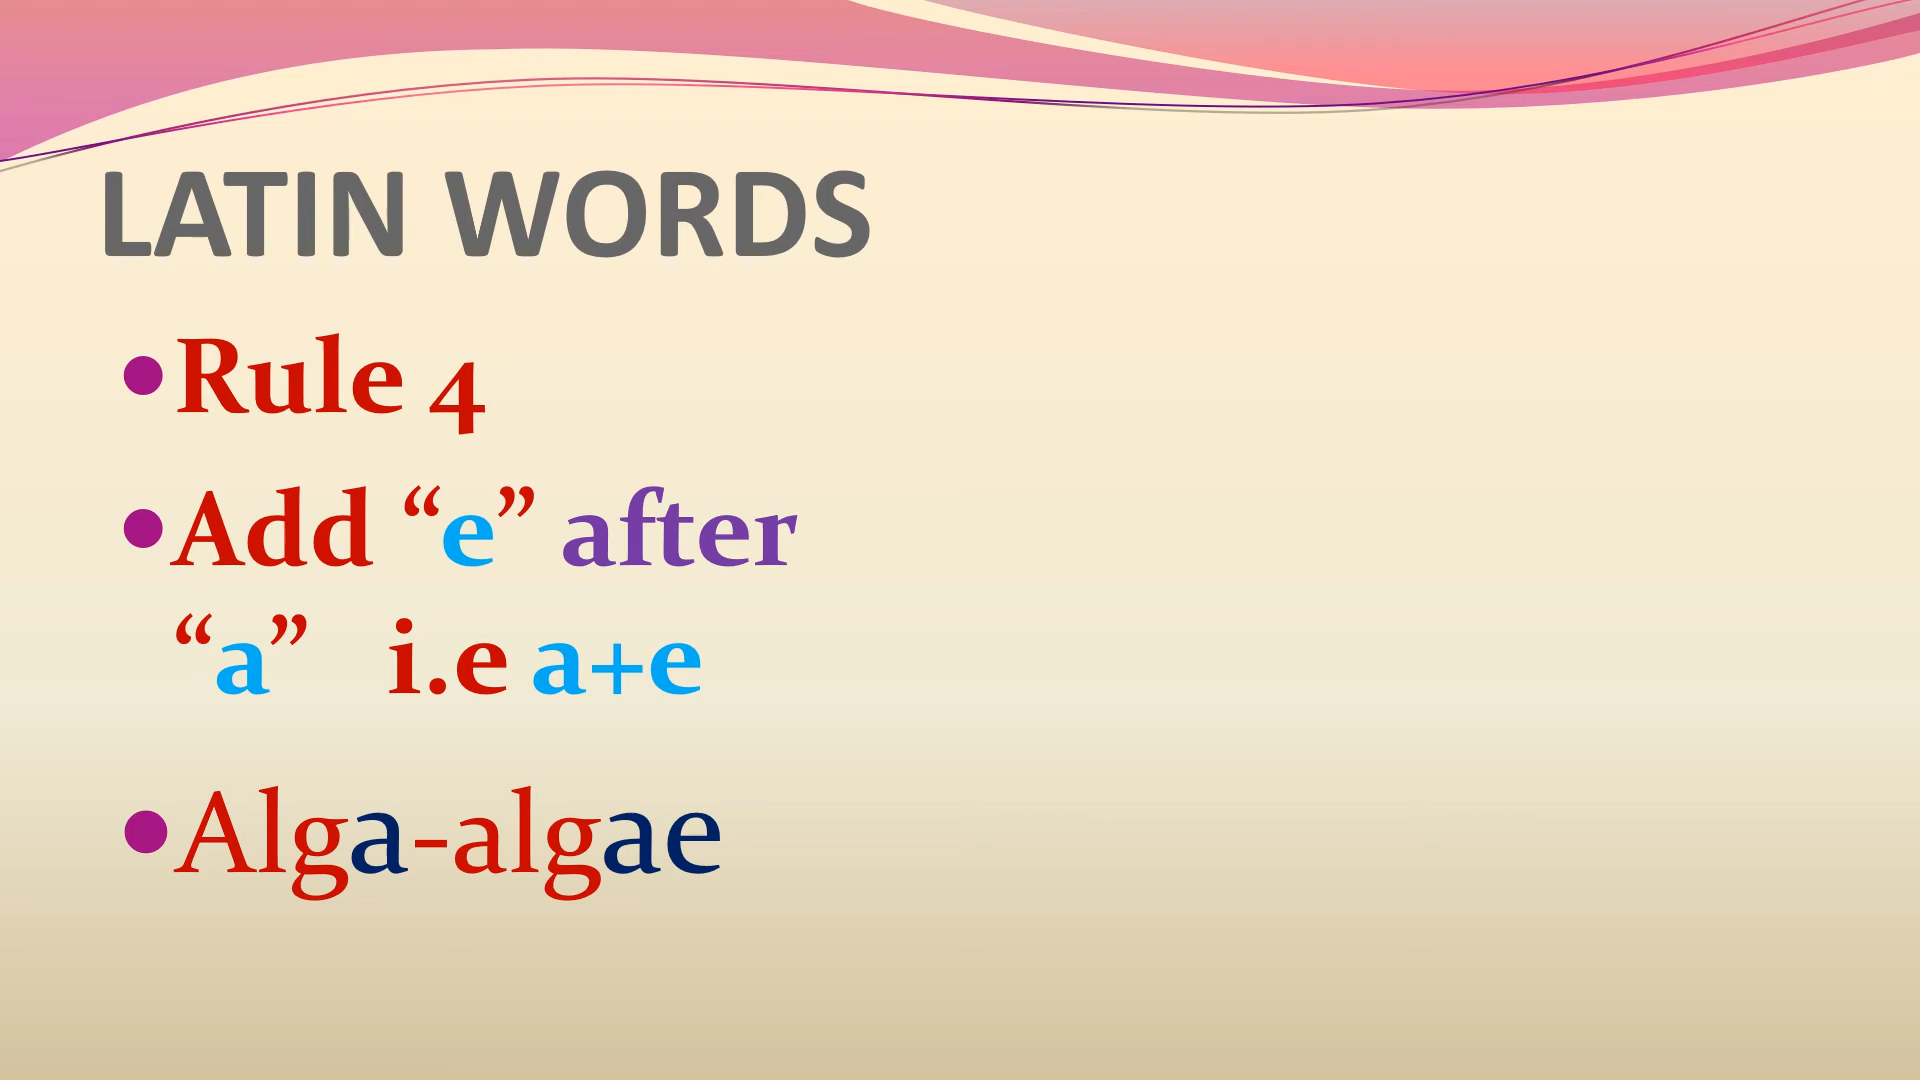 LATIN WORDS
•Rule 4
•Add “e” after
“a” i.e a+e
•Alga-algae